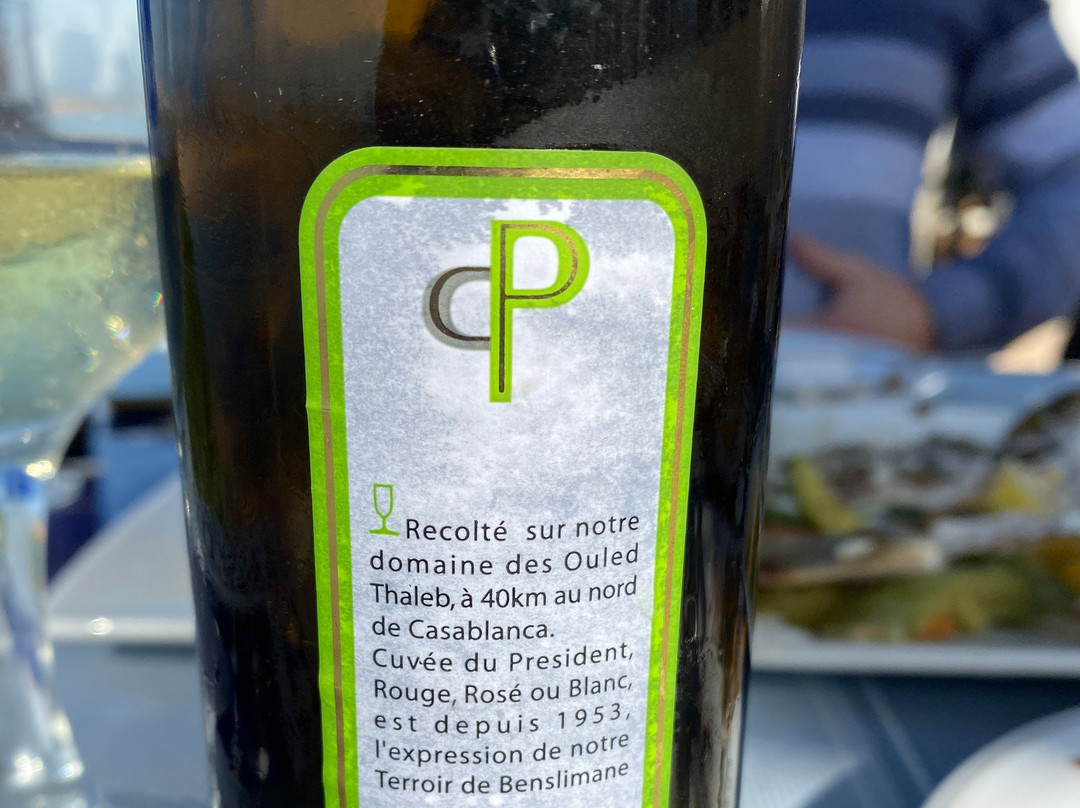 CP
Recolté sur notre
domaine des Ouled
Thaleb, à 40km au nord
de Casablanca.
Cuvée du President,
Rouge, Rosé ou Blanc,
est depuis 1953,
l'expression de notre
Terroir de Benslimane